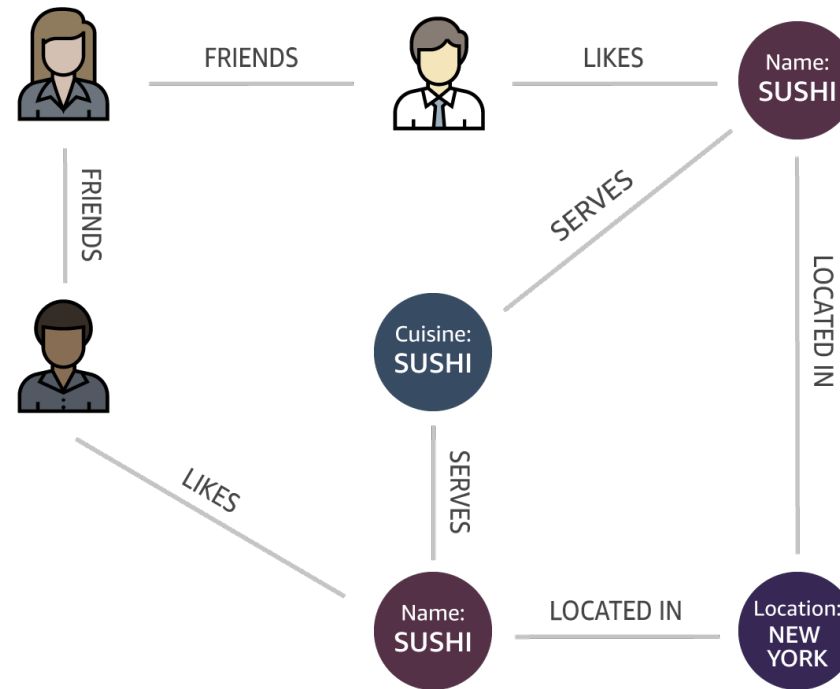 FRIENDS
LIKES
Name:
SUSHI
FRIENDS
SERVES
LOCATED IN
Cuisine:
SUSHI
LIKES
SERVES
Name:
SUSHI
LOCATED IN
Location:
NEW
YORK